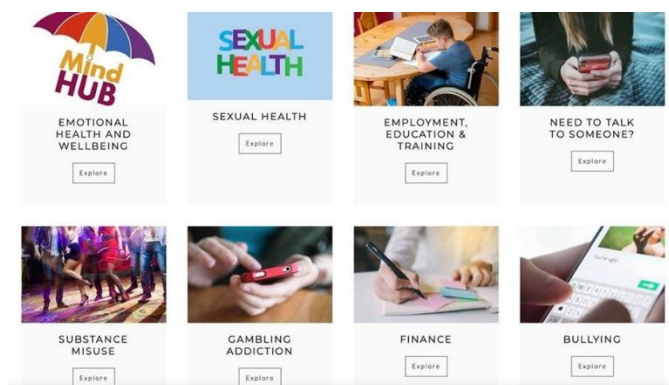 Mind
HUB
EMOTIONAL
HEALTH AND
WELLBEING
Explore
SEXUAL
HEALTH
SEXUAL HEALTH
Explore
EMPLOYMENT,
EDUCATION &
TRAINING
Explore
NEED TO TALK
TO SOMEONE?
Explore
SUBSTANCE
MISUSE
Explore
GAMBLING
ADDICTION
Explore
FINANCE
Explore
BULLYING
Explore